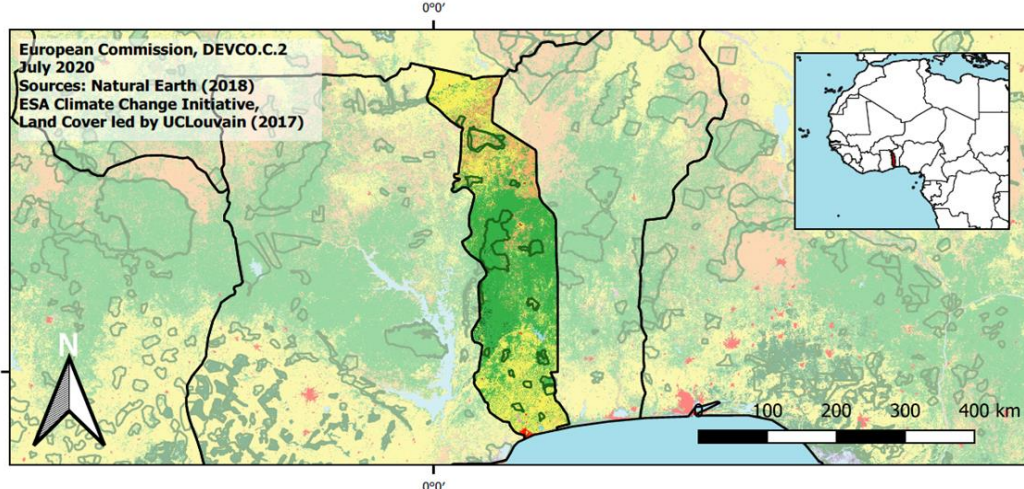 0°0′
European Commission, DEVCO.C.2
July 2020
Sources: Natural Earth (2018)
ESA Climate Change Initiative,
Land Cover led by UCLouvain (2017)
N
0 100 200 300 400 km
0°0′